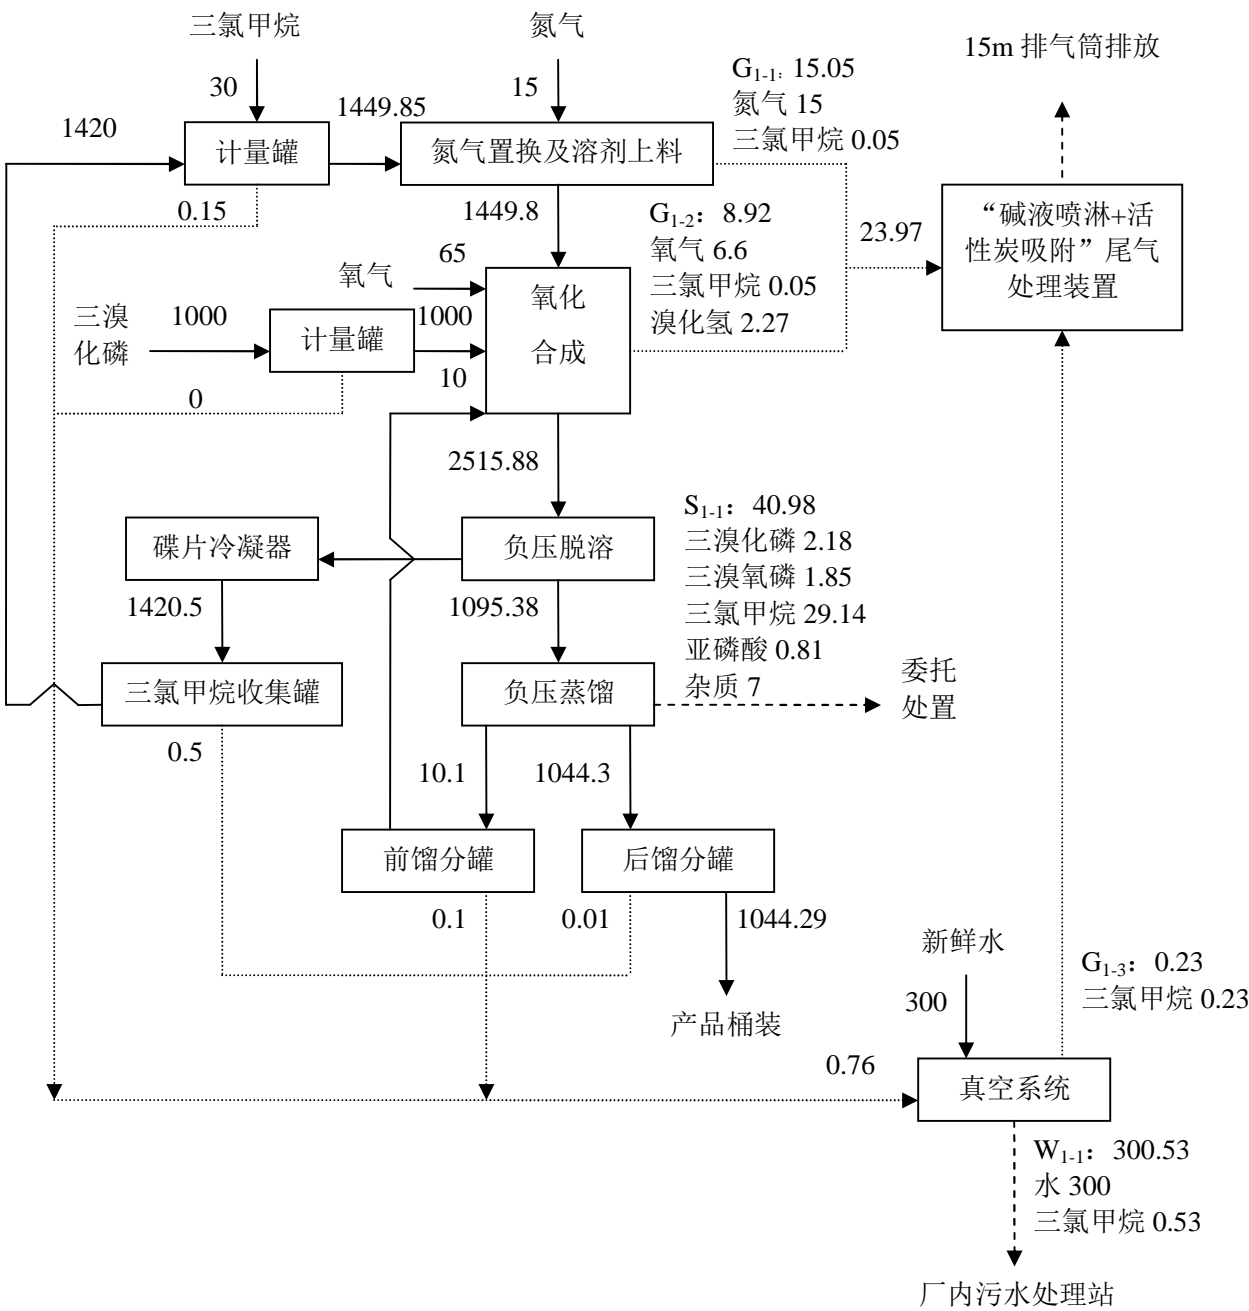 三氯甲烷
氮气
15m 排气筒排放
30
15
G1-1: 15.05
氮气 15
三氯甲烷 0.05
1420
1449.85
计量罐
氮气置换及溶剂上料
0.15
1449.8
G1-2：8.92
氧气 6.6
三氯甲烷 0.05
溴化氢 2.27
23.97
“碱液喷淋+活
性炭吸附”尾气
处理装置
氧气
65
氧化
合成
三溴
化磷
1000
计量罐
1000
10
0
2515.88
S1-1：40.98
三溴化磷 2.18
三溴氧磷 1.85
三氯甲烷 29.14
亚磷酸 0.81
杂质 7
碟片冷凝器
负压脱溶
1420.5
1095.38
三氯甲烷收集罐
负压蒸馏
委托
处置
0.5
10.1
1044.3
前馏分罐
后馏分罐
0.1
0.01
1044.29
产品桶装
新鲜水
300
G1-3：0.23
三氯甲烷 0.23
0.76
真空系统
W1-1：300.53
水 300
三氯甲烷 0.53
厂内污水处理站